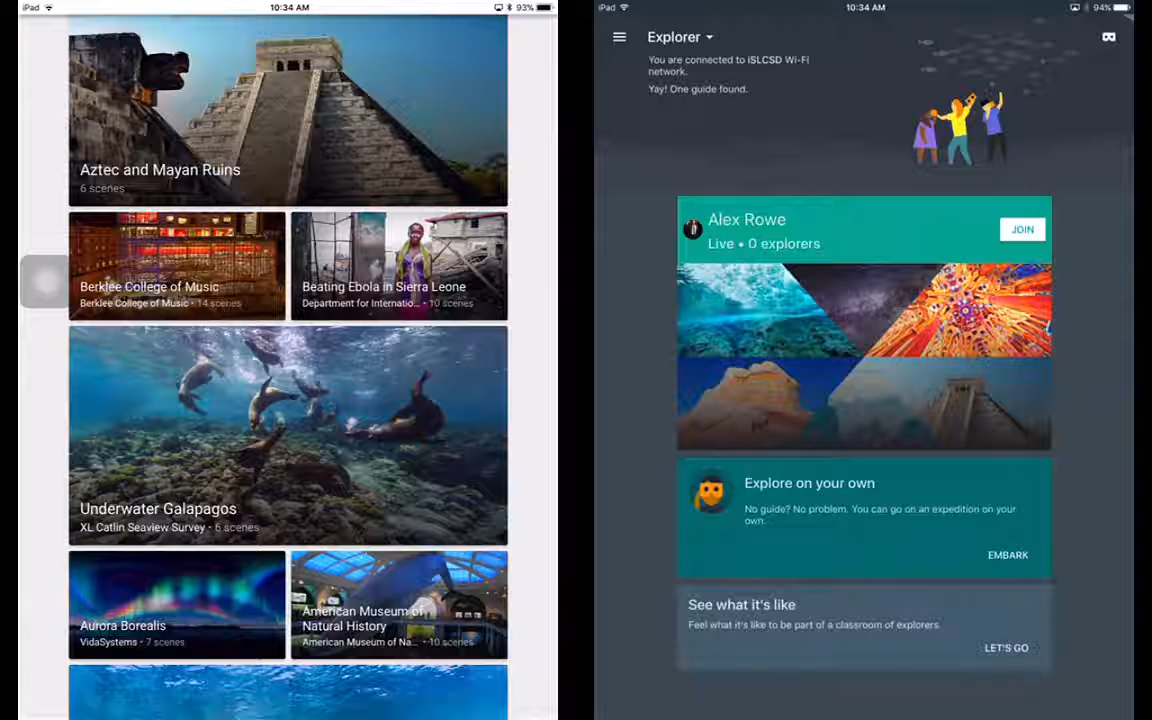 iPad
10:34 AM
93%
Aztec and Mayan Ruins
6 scenes
Berklee College of Music
Berklee College of Music • 14 scenes
Beating Ebola in Sierra Leone
Department for Internatio... • 10 scenes
Underwater Galapagos
XL Catlin Seaview Survey • 6 scenes
Aurora Borealis
VidaSystems • 7 scenes
American Museum of
Natural History
American Museum of Na... • 10 scenes
iPad
10:34 AM
94%
Explorer
You are connected to iSLCSD Wi-Fi
network.
Yay! One guide found.
Alex Rowe
Live • 0 explorers
JOIN
Explore on your own
No guide? No problem. You can go on an expedition on your
own.
EMBARK
See what it's like
Feel what it's like to be part of a classroom of explorers.
LET'S GO